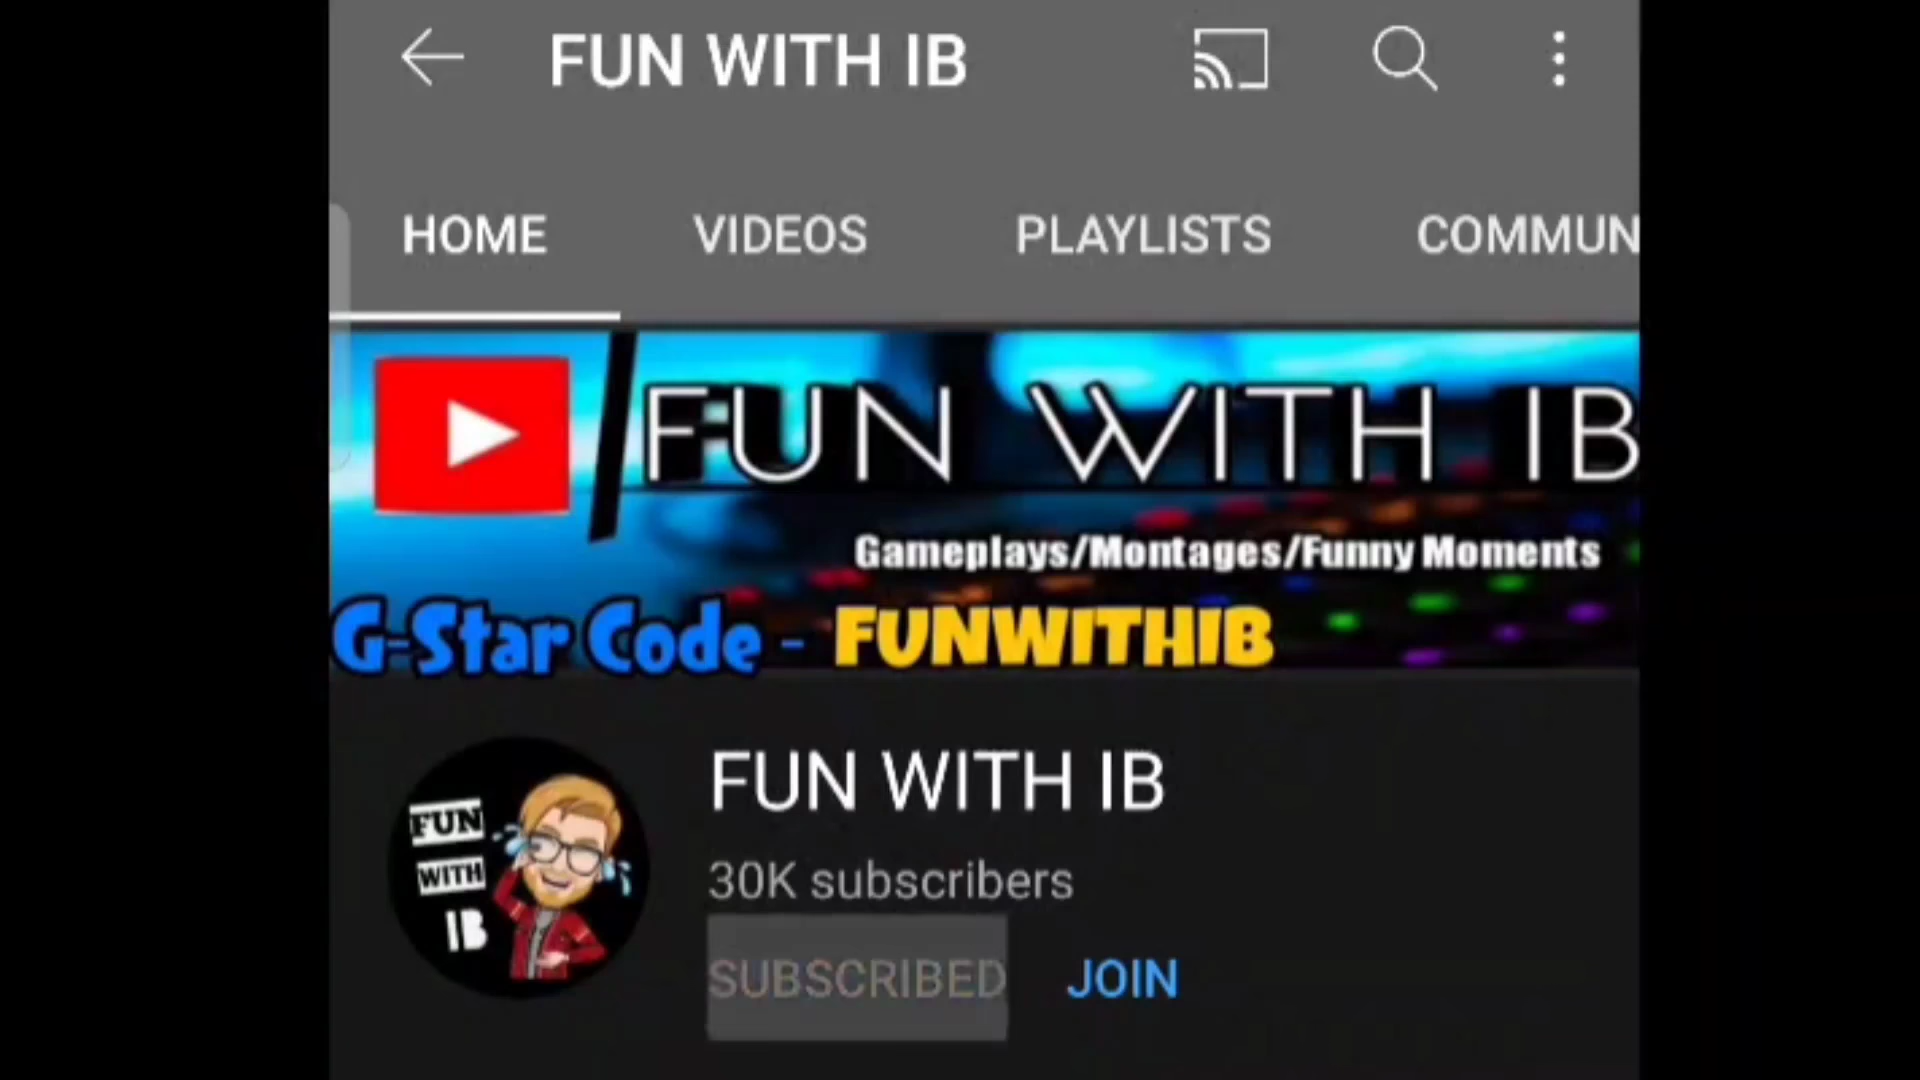 FUN WITH IB
HOME VIDEOS PLAYLISTS COMMUN
FUN WITH IB
Gameplays/Montages/Funny Moments
G-Star Code - FUNWITHIB
FUN
WITH
IB
FUN WITH IB
30K subscribers
SUBSCRIBED JOIN